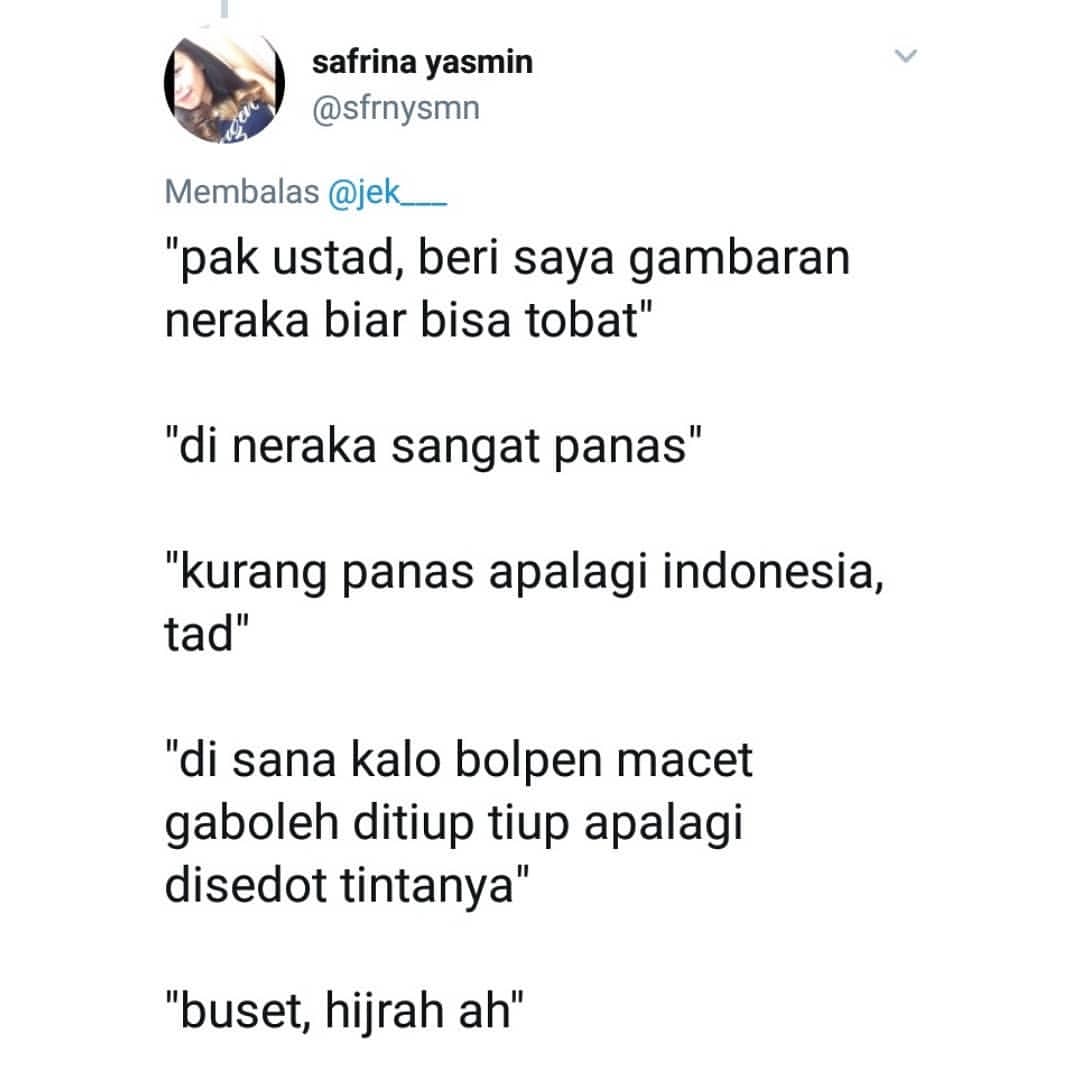 safrina yasmin
@sfrnysmn
Membalas @jek___
"pak ustad, beri saya gambaran
neraka biar bisa tobat"
"di neraka sangat panas"
"kurang panas apalagi indonesia,
tad"
"di sana kalo bolpen macet
gaboleh ditiup tiup apalagi
disedot tintanya"
"buset, hijrah ah"